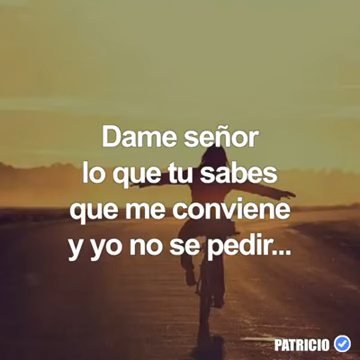 Dame señor
lo que tu sabes
que me conviene
y yo no se pedir...
PATRICIO